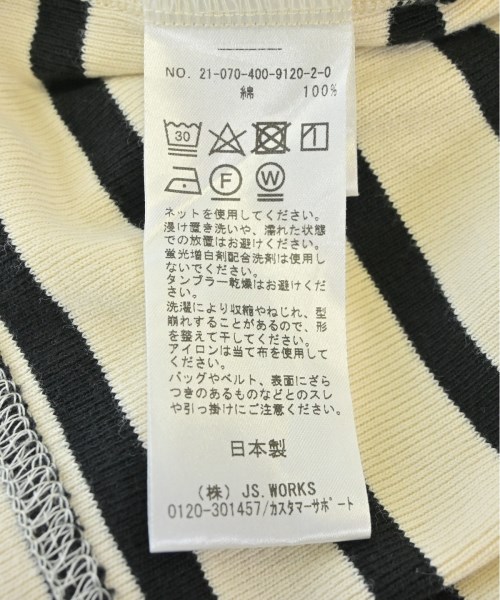 NO. 21-070-400-9120-2-0
綿 100%
30
F W
ネットを使用してください。
浸け置き洗いや、濡れた状態
での放置はお避けください。
蛍光増白剤配合洗剤は使用し
ないでください。
タンブラー乾燥はお避けくださ
い。
洗濯により収縮やねじれ、型
崩れすることがあるので、形
を整えて干してください。
アイロンは当て布を使用して
ください。
バッグやベルト、表面にざら
つきのあるものなどとのスレ
や引っ掛けにご注意ください。
日本製
(株) JS.WORKS
0120-301457/カスタマーサポート